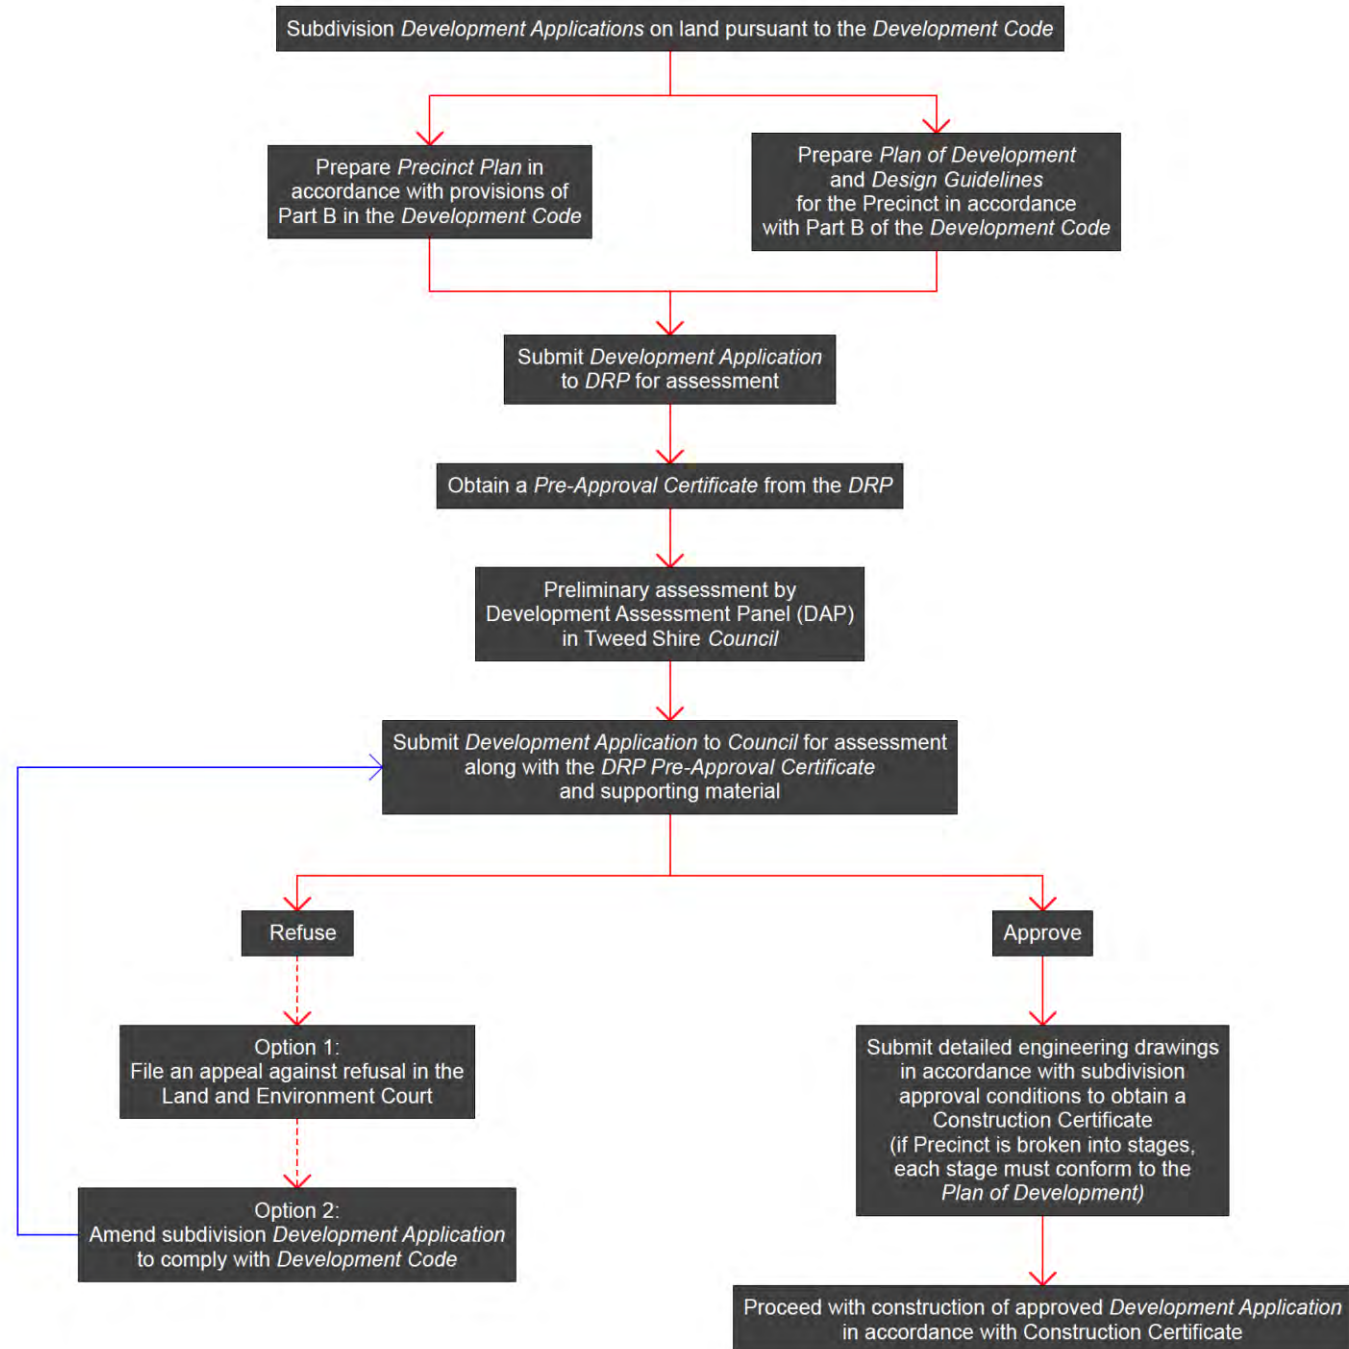 Subdivision Development Applications on land pursuant to the Development Code
Prepare Precinct Plan in
accordance with provisions of
Part B in the Development Code
Prepare Plan of Development
and Design Guidelines
for the Precinct in accordance
with Part B of the Development Code
Submit Development Application
to DRP for assessment
Obtain a Pre-Approval Certificate from the DRP
Preliminary assessment by
Development Assessment Panel (DAP)
in Tweed Shire Council
Submit Development Application to Council for assessment
along with the DRP Pre-Approval Certificate
and supporting material
Refuse
Option 1:
File an appeal against refusal in the
Land and Environment Court
Option 2:
Amend subdivision Development Application
to comply with Development Code
Approve
Submit detailed engineering drawings
in accordance with subdivision
approval conditions to obtain a
Construction Certificate
(if Precinct is broken into stages,
each stage must conform to the
Plan of Development)
Proceed with construction of approved Development Application
in accordance with Construction Certificate